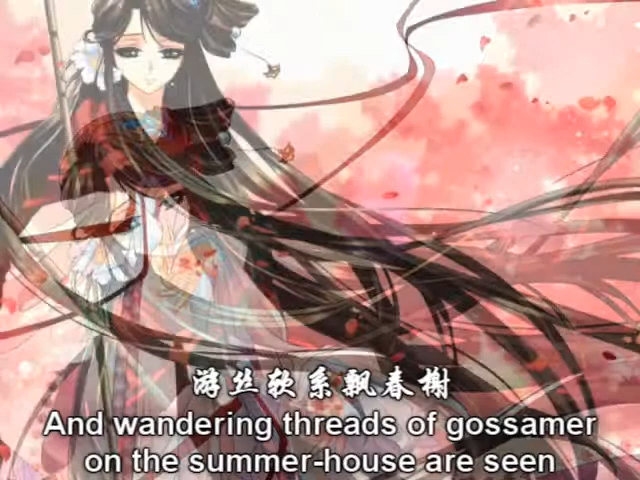 游丝软系飘春榭
And wandering threads of gossamer
on the summer-house are seen